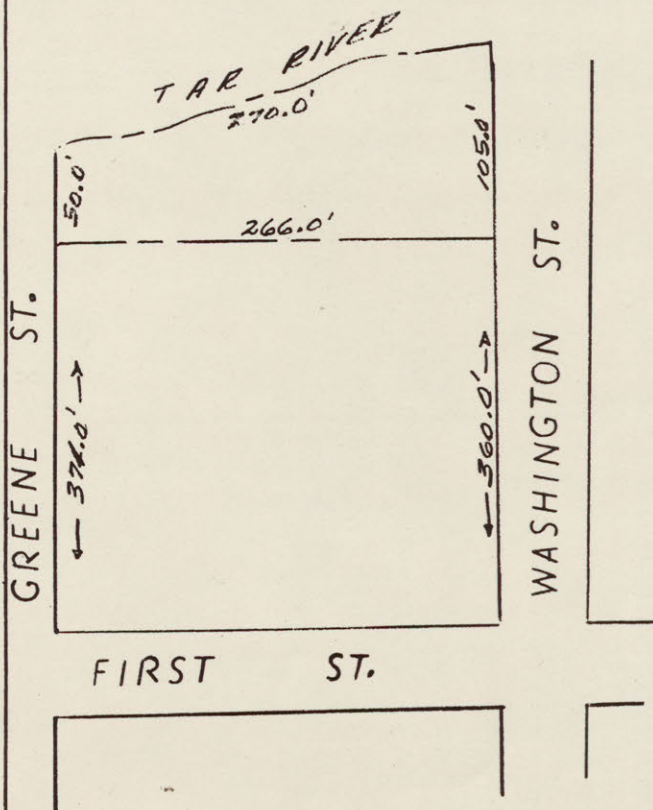 TAR RIVER
270.0'
50.0'
105.0'
266.0'
GREENE ST.
374.0'
360.0'
WASHINGTON ST.
FIRST ST.